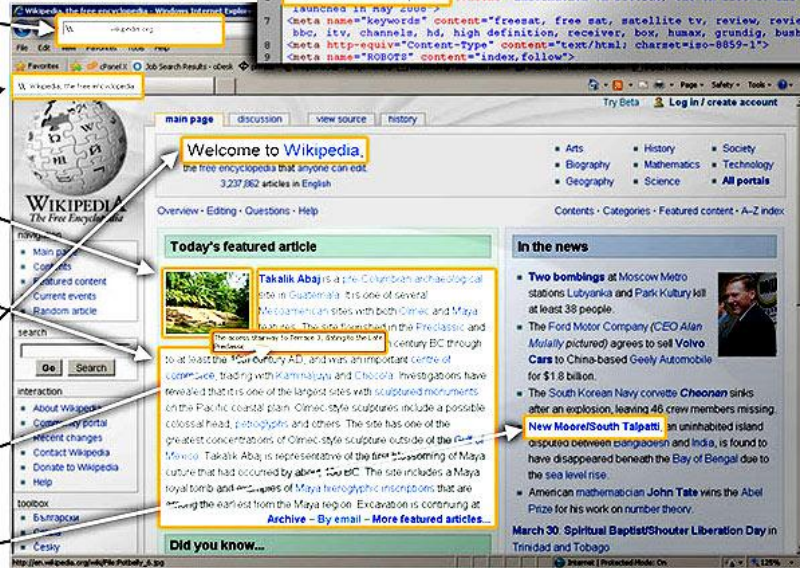 Wikipedia, the free encyclopedia - Windows Internet Explorer
launched in May 2008">
7 <meta name="keywords" content="freesat, free sat, satellite tv, review, revie
bbc, itv, channels, hd, high definition, receiver, box, humax, grundig, bush
8 <meta http-equiv="Content-Type" content="text/html; charset=iso-8859-1">
9 <meta name="ROBOTS" content="index,follow">
File Edit View Favorites Tools Help
Favorites cPanel X Job Search Results - oDesk
W Wikipedia, the free encyclopedia
Page Safety Tools
Try Beta Log in / create account
main page discussion view source history
Welcome to Wikipedia,
the free encyclopedia that anyone can edit.
3,237,862 articles in English
Arts History Society
Biography Mathematics Technology
Geography Science All portals
WIKIPEDIA
The Free Encyclopedia
Overview · Editing · Questions · Help
Contents · Categories · Featured content · A–Z index
navigation
Main page
Contents
Featured content
Current events
Random article
search
Go Search
interaction
About Wikipedia
Community portal
Recent changes
Contact Wikipedia
Donate to Wikipedia
Help
toolbox
Български
Česky
Today's featured article
Takalik Abaj is a pre-Columbian archaeological
site in Guatemala. It is one of several
Mesoamerican sites with both Olmec and Maya
features. The site flourished in the Preclassic and
century BC through
The access stairway to Terrace 3, dating to the Late
Preclassic
to at least the century AD, and was an important centre of
commerce, trading with Kaminaljuyu and Chocolá. Investigations have
revealed that it is one of the largest sites with sculptured monuments
on the Pacific coastal plain. Olmec-style sculptures include a possible
colossal head, petroglyphs and others. The site has one of the
greatest concentrations of Olmec-style sculpture outside of the Gulf of
Mexico. Takalik Abaj is representative of the first blossoming of Maya
culture that had occurred by about 400 BC. The site includes a Maya
royal tomb and examples of Maya hieroglyphic inscriptions that are
among the earliest from the Maya region. Excavation is continuing at
Archive – By email – More featured articles...
Did you know...
In the news
Two bombings at Moscow Metro
stations Lubyanka and Park Kultury kill
at least 38 people.
The Ford Motor Company (CEO Alan
Mulally pictured) agrees to sell Volvo
Cars to China-based Geely Automobile
for $1.8 billion.
The South Korean Navy corvette Cheonan sinks
after an explosion, leaving 46 crew members missing.
New Moore/South Talpatti, an uninhabited island
disputed between Bangladesh and India, is found to
have disappeared beneath the Bay of Bengal due to
the sea level rise.
American mathematician John Tate wins the Abel
Prize for his work on number theory.
March 30: Spiritual Baptist/Shouter Liberation Day in
Trinidad and Tobago
http://en.wikipedia.org/wiki/File:Potbelly_6.jpg
Internet | Protected Mode: On
125%